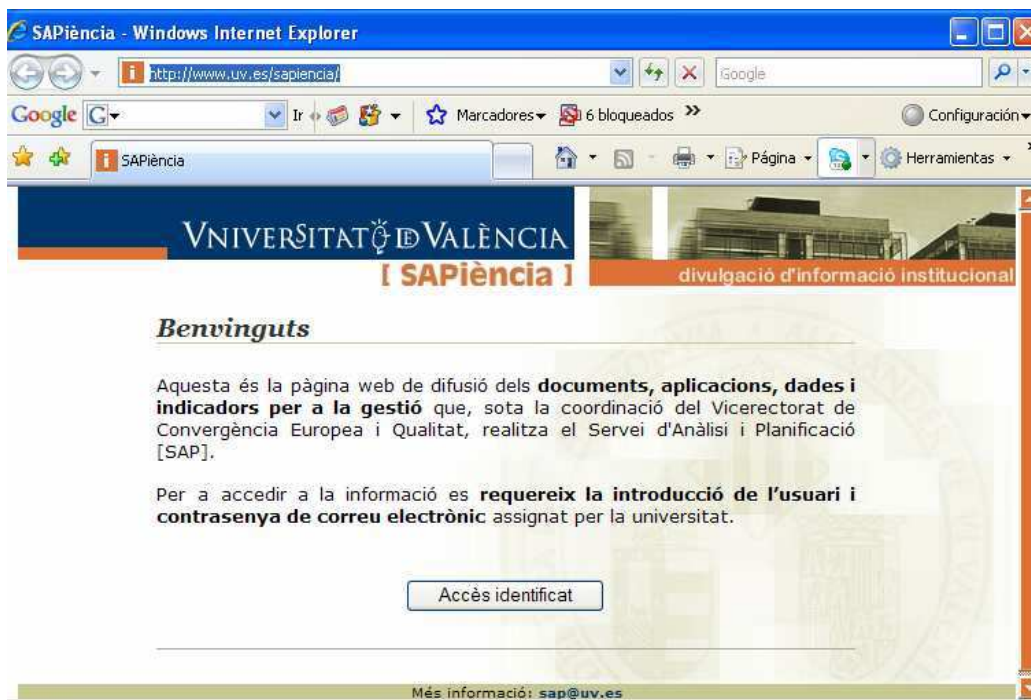 SAPiència - Windows Internet Explorer
http://www.uv.es/sapiencia/
Google
Google G Ir Marcadores 6 bloqueados » Configuración
SAPiència Página Herramientas
VNIVERSITAT DE VALÈNCIA
[ SAPiència ]
divulgació d'informació institucional
Benvinguts
Aquesta és la pàgina web de difusió dels documents, aplicacions, dades i
indicadors per a la gestió que, sota la coordinació del Vicerectorat de
Convergència Europea i Qualitat, realitza el Servei d'Anàlisi i Planificació
[SAP].
Per a accedir a la informació es requereix la introducció de l'usuari i
contrasenya de correu electrònic assignat per la universitat.
Accès identificat
Més informació: sap@uv.es